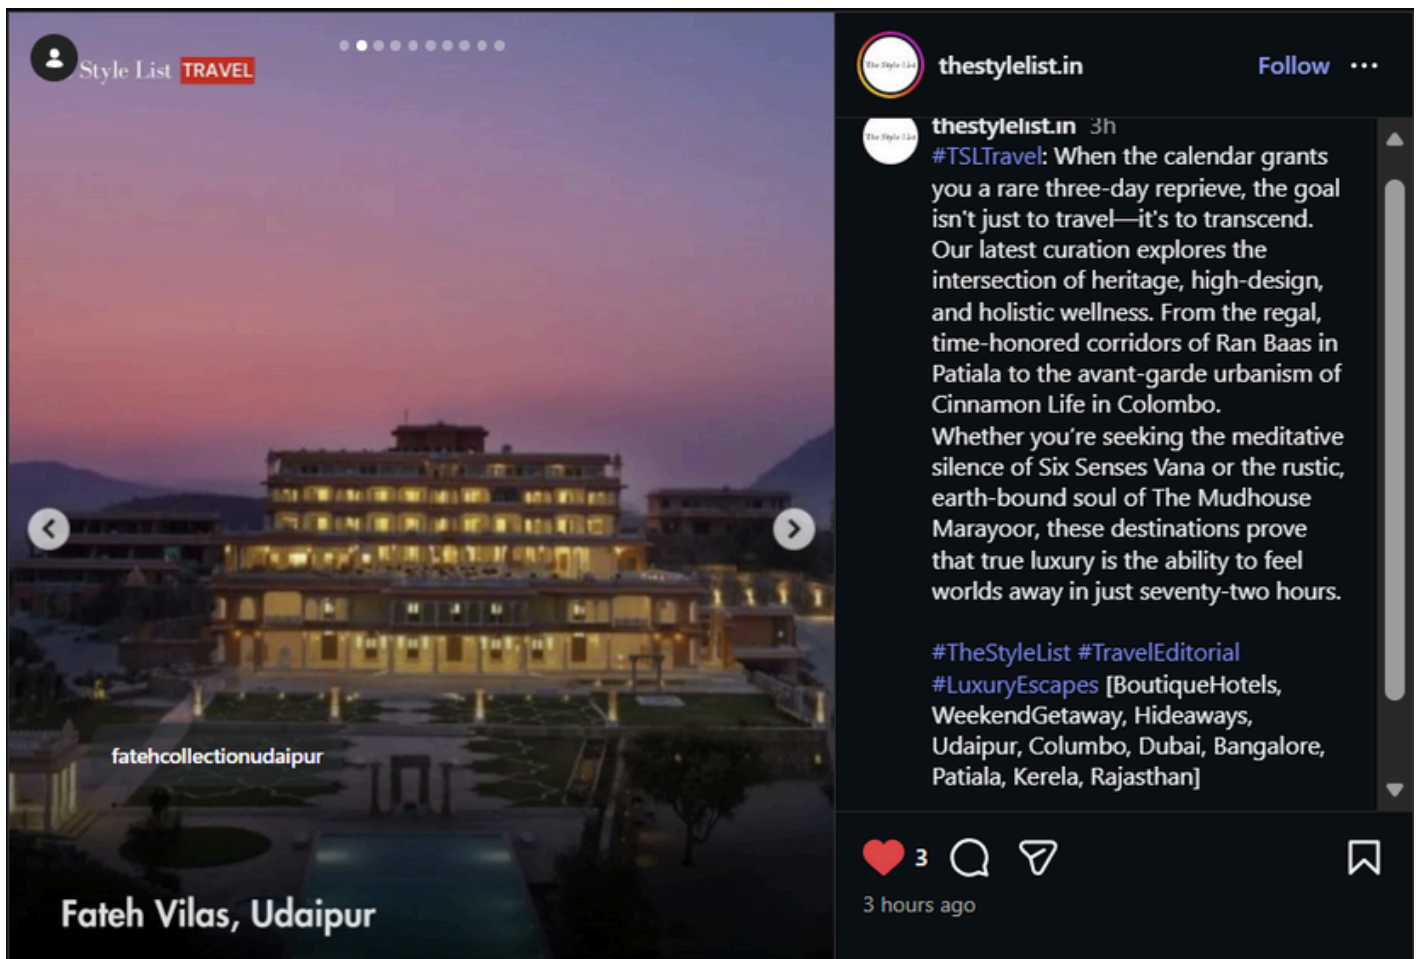 Style List TRAVEL
fatehcollectionudaipur
Fateh Vilas, Udaipur
The Style List
thestylelist.in
Follow
The Style List
thestylelist.in 3h
#TSLTravel: When the calendar grants
you a rare three-day reprieve, the goal
isn't just to travel—it's to transcend.
Our latest curation explores the
intersection of heritage, high-design,
and holistic wellness. From the regal,
time-honored corridors of Ran Baas in
Patiala to the avant-garde urbanism of
Cinnamon Life in Colombo.
Whether you’re seeking the meditative
silence of Six Senses Vana or the rustic,
earth-bound soul of The Mudhouse
Marayoor, these destinations prove
that true luxury is the ability to feel
worlds away in just seventy-two hours.
#TheStyleList #TravelEditorial
#LuxuryEscapes [BoutiqueHotels,
WeekendGetaway, Hideaways,
Udaipur, Columbo, Dubai, Bangalore,
Patiala, Kerela, Rajasthan]
3
3 hours ago